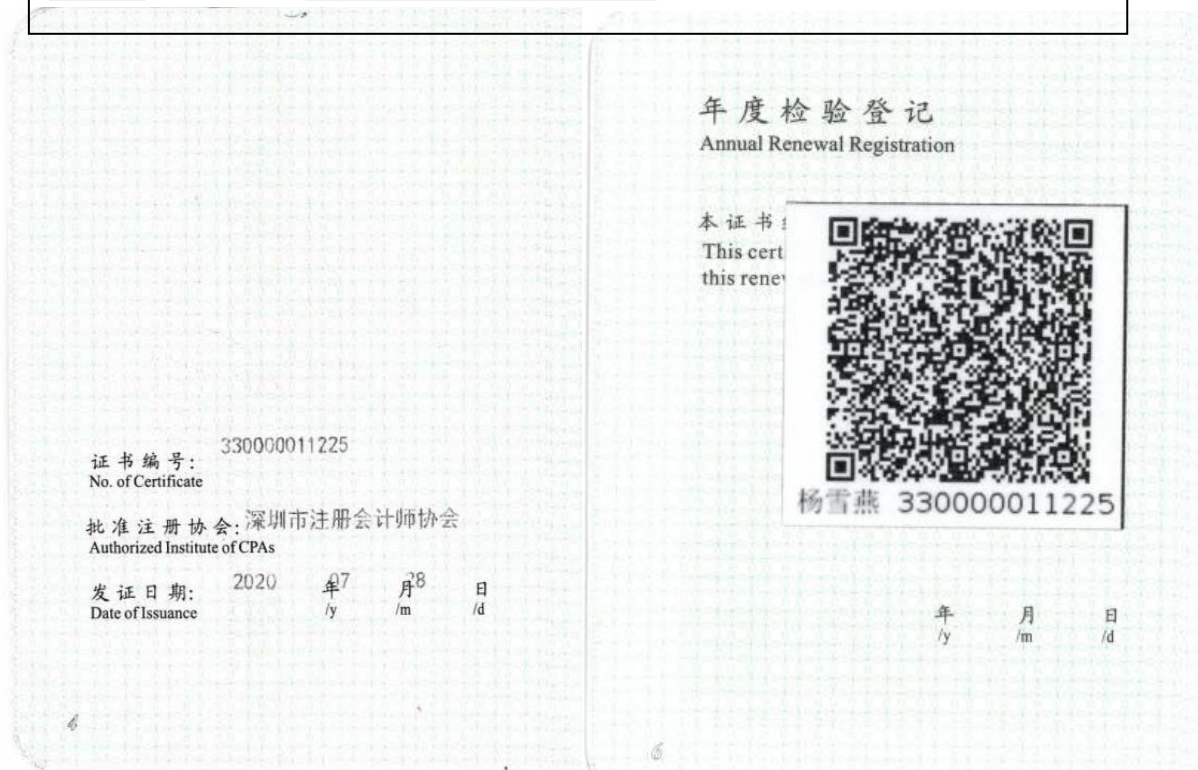 330000011225
证书编号:
No. of Certificate
批准注册协会: 深圳市注册会计师协会
Authorized Institute of CPAs
发证日期: 2020 年 07 月 28 日
Date of Issuance /y /m /d
4
年度检验登记
Annual Renewal Registration
本证书
This cert
this rene
杨雪燕 330000011225
年 月 日
/y /m /d
6